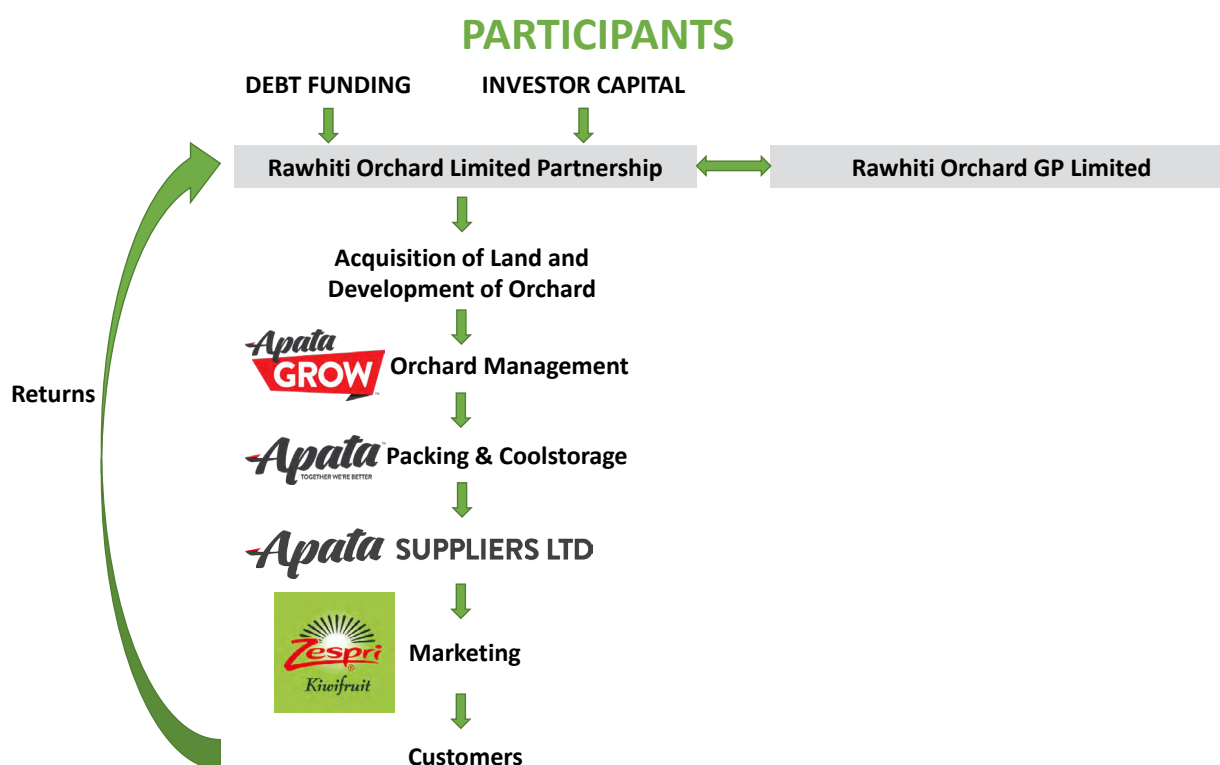 PARTICIPANTS
DEBT FUNDING
INVESTOR CAPITAL
Rawhiti Orchard Limited Partnership
Rawhiti Orchard GP Limited
Acquisition of Land and
Development of Orchard
Apata
GROW
Orchard Management
Returns
Apata
TOGETHER WE'RE BETTER
Packing & Coolstorage
Apata SUPPLIERS LTD
Zespri
Kiwifruit
Marketing
Customers